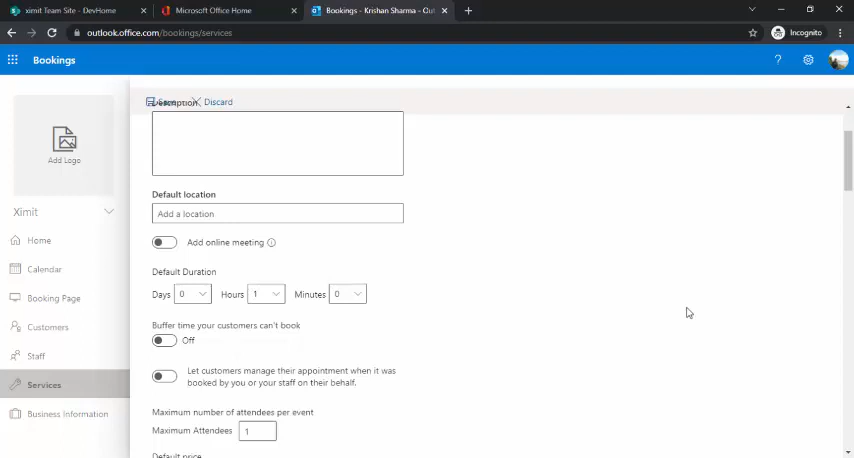 ximit Team Site - DevHome
Microsoft Office Home
Bookings - Krishan Sharma - Out
outlook.office.com/bookings/services
Incognito
Bookings
?
Save
Discard
Description
Add Logo
Default location
Ximit
Add a location
Home
Add online meeting
Calendar
Default Duration
Booking Page
Days 0 Hours 1 Minutes 0
Customers
Buffer time your customers can't book
Off
Staff
Let customers manage their appointment when it was
booked by you or your staff on their behalf.
Services
Business Information
Maximum number of attendees per event
Maximum Attendees 1
Default price